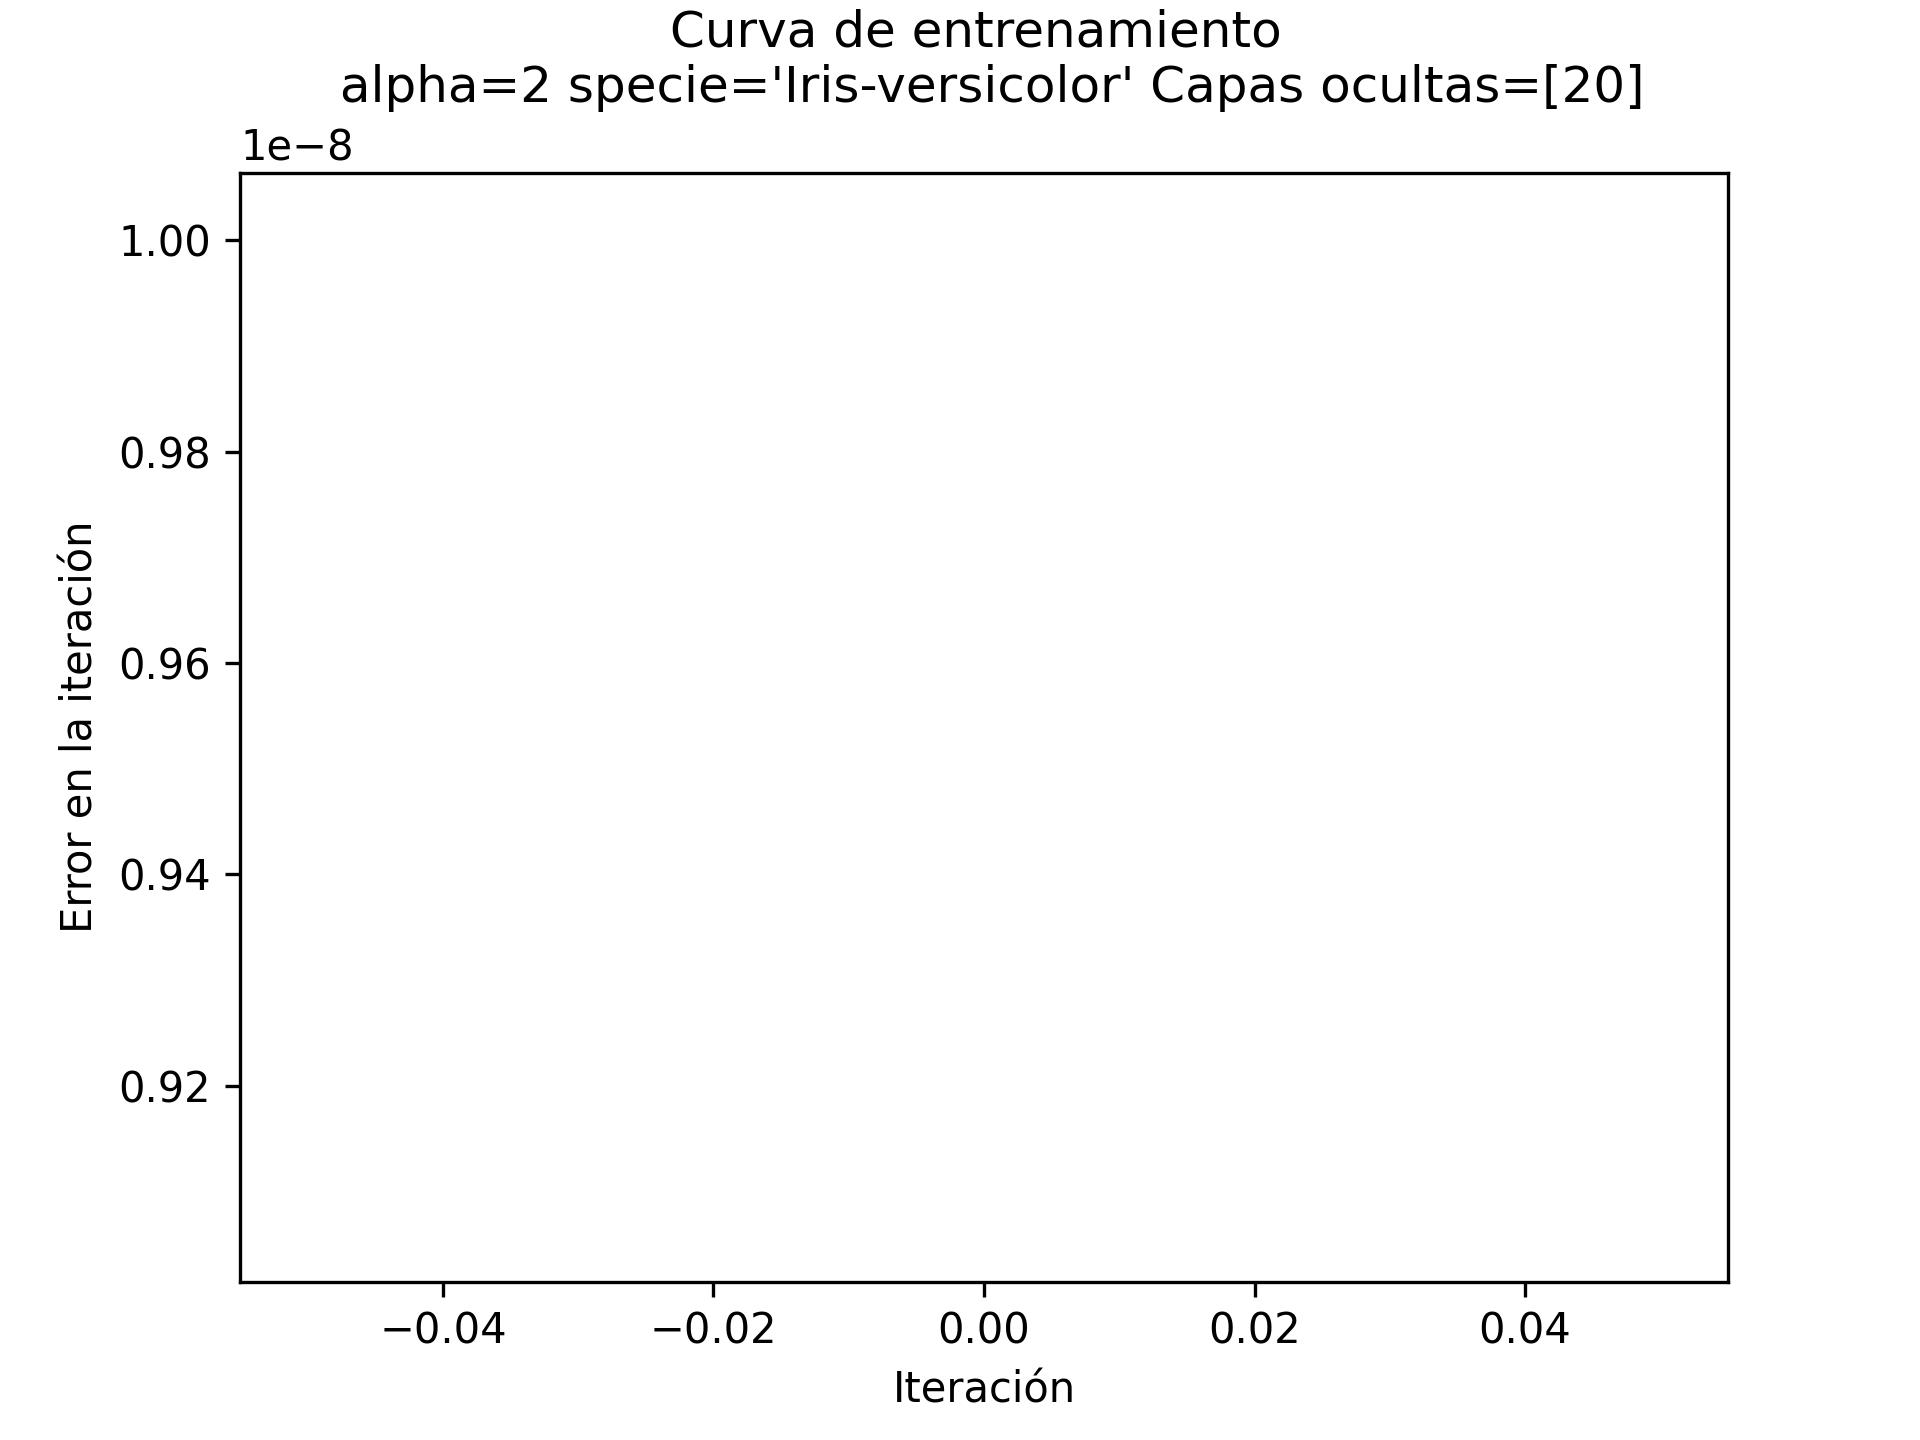 Curva de entrenamiento
alpha=2 specie='Iris-versicolor' Capas ocultas=[20]
1e−8
1.00
0.98
0.96
0.94
0.92
Error en la iteración
−0.04
−0.02
0.00
0.02
0.04
Iteración